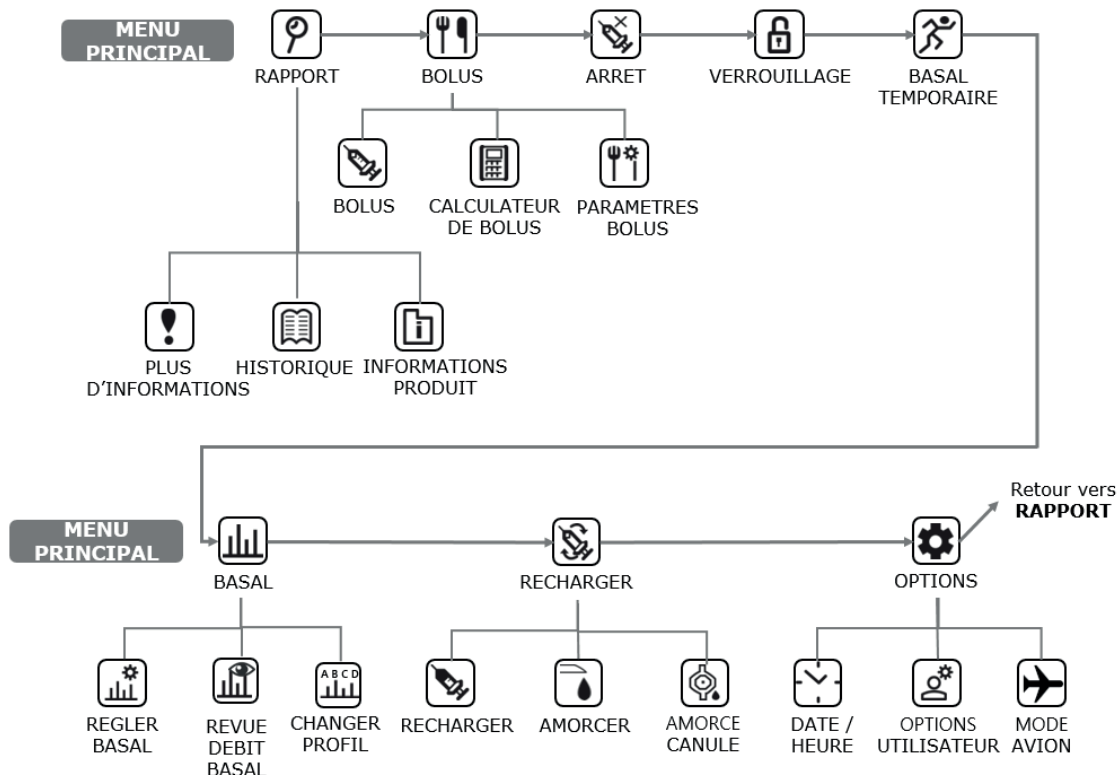 MENU
PRINCIPAL
RAPPORT
BOLUS
ARRET
VERROUILLAGE
BASAL
TEMPORAIRE
BOLUS
CALCULATEUR
DE BOLUS
PARAMETRES
BOLUS
PLUS
D'INFORMATIONS
HISTORIQUE
INFORMATIONS
PRODUIT
Retour vers
RAPPORT
MENU
PRINCIPAL
BASAL
RECHARGER
OPTIONS
A B C D
REGLER
BASAL
REVUE
DEBIT
BASAL
CHANGER
PROFIL
RECHARGER
AMORCER
AMORCE
CANULE
DATE /
HEURE
OPTIONS
UTILISATEUR
MODE
AVION